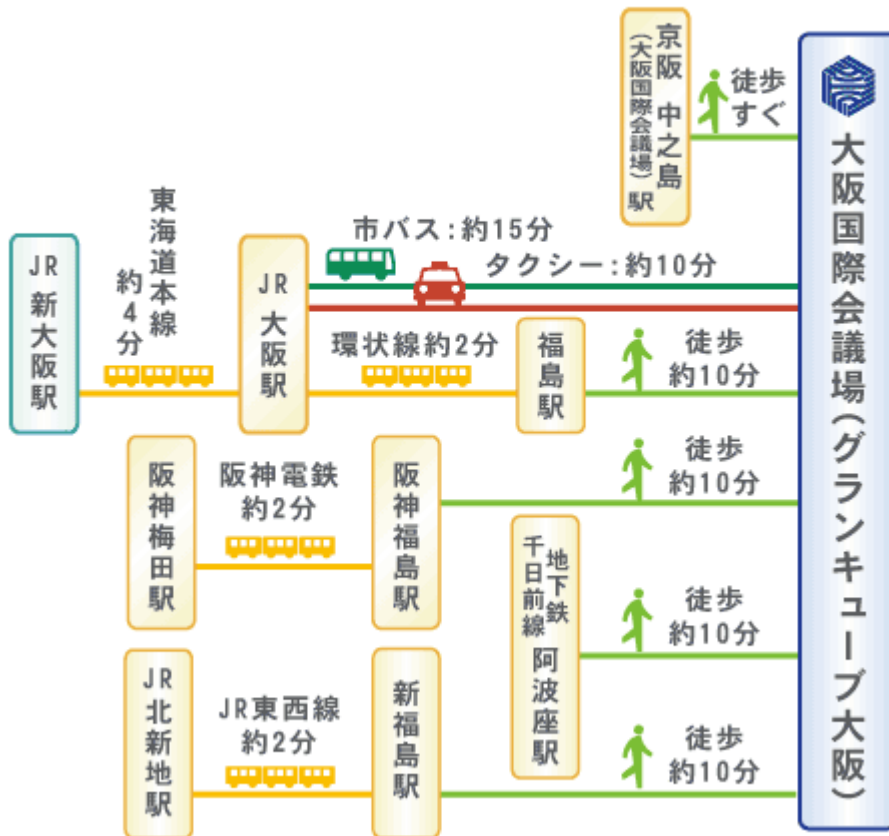 京阪 中之島
(大阪国際会議場)駅
徒歩
すぐ
大阪国際会議場(グランキューブ大阪)
JR 新大阪駅
東海道本線
約4分
JR 大阪駅
市バス:約15分
タクシー:約10分
環状線約2分
福島駅
徒歩
約10分
阪神梅田駅
阪神電鉄
約2分
阪神福島駅
徒歩
約10分
地下鉄
千日前線
阿波座駅
徒歩
約10分
JR北新地駅
JR東西線
約2分
新福島駅
徒歩
約10分